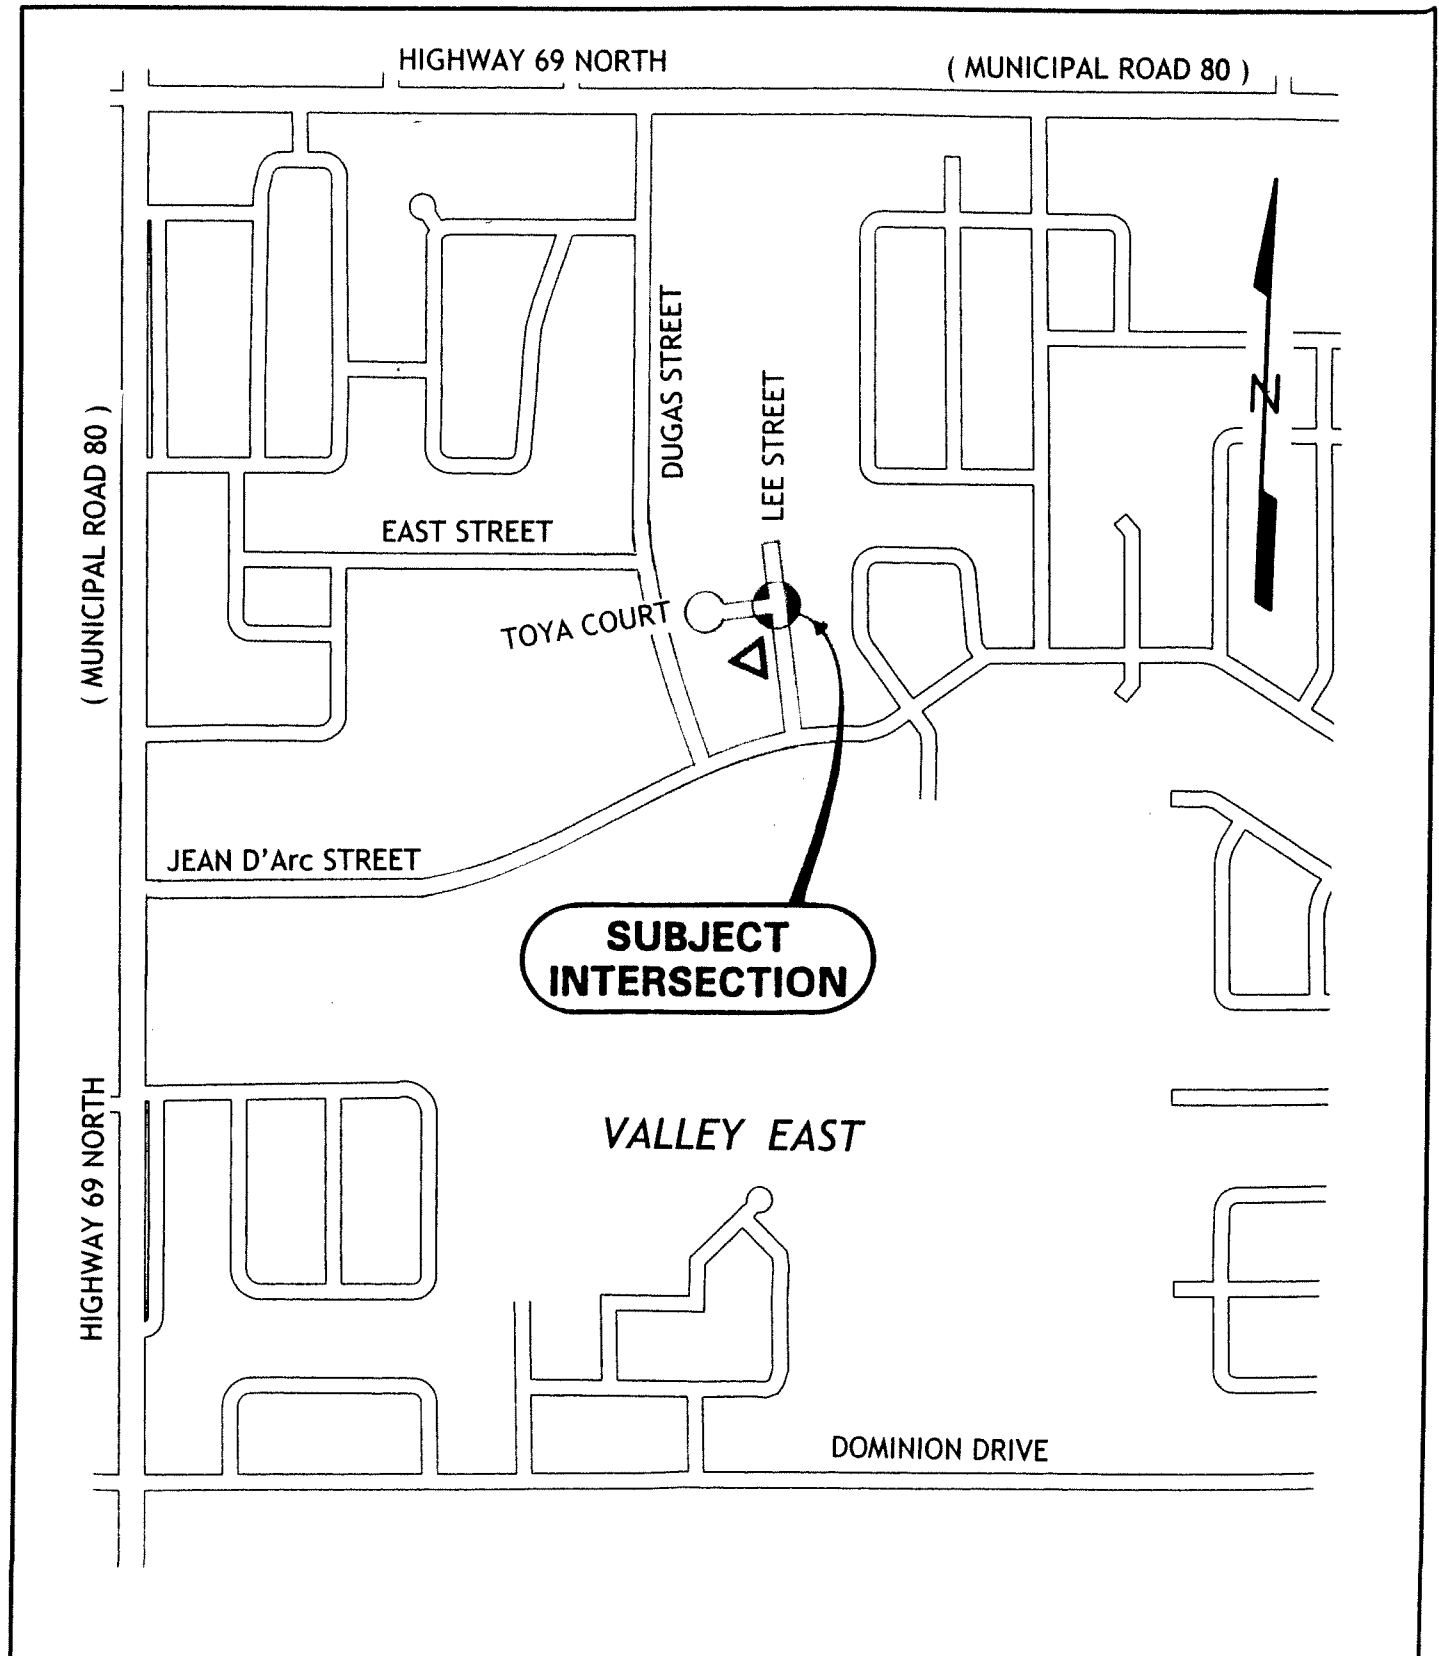 HIGHWAY 69 NORTH
( MUNICIPAL ROAD 80 )
DUGAS STREET
LEE STREET
N
( MUNICIPAL ROAD 80 )
EAST STREET
TOYA COURT
JEAN D'Arc STREET
SUBJECT
INTERSECTION
HIGHWAY 69 NORTH
VALLEY EAST
DOMINION DRIVE